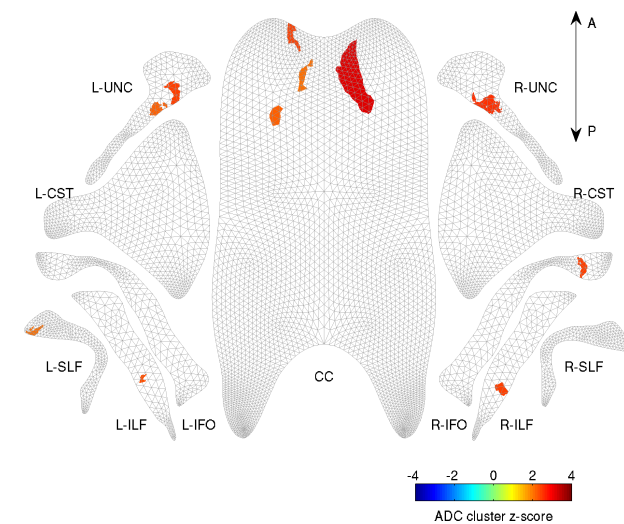 A
L-UNC
R-UNC
P
L-CST
R-CST
L-SLF
CC
R-SLF
L-ILF
L-IFO
R-IFO
R-ILF
-4 -2 0 2 4
ADC cluster z-score